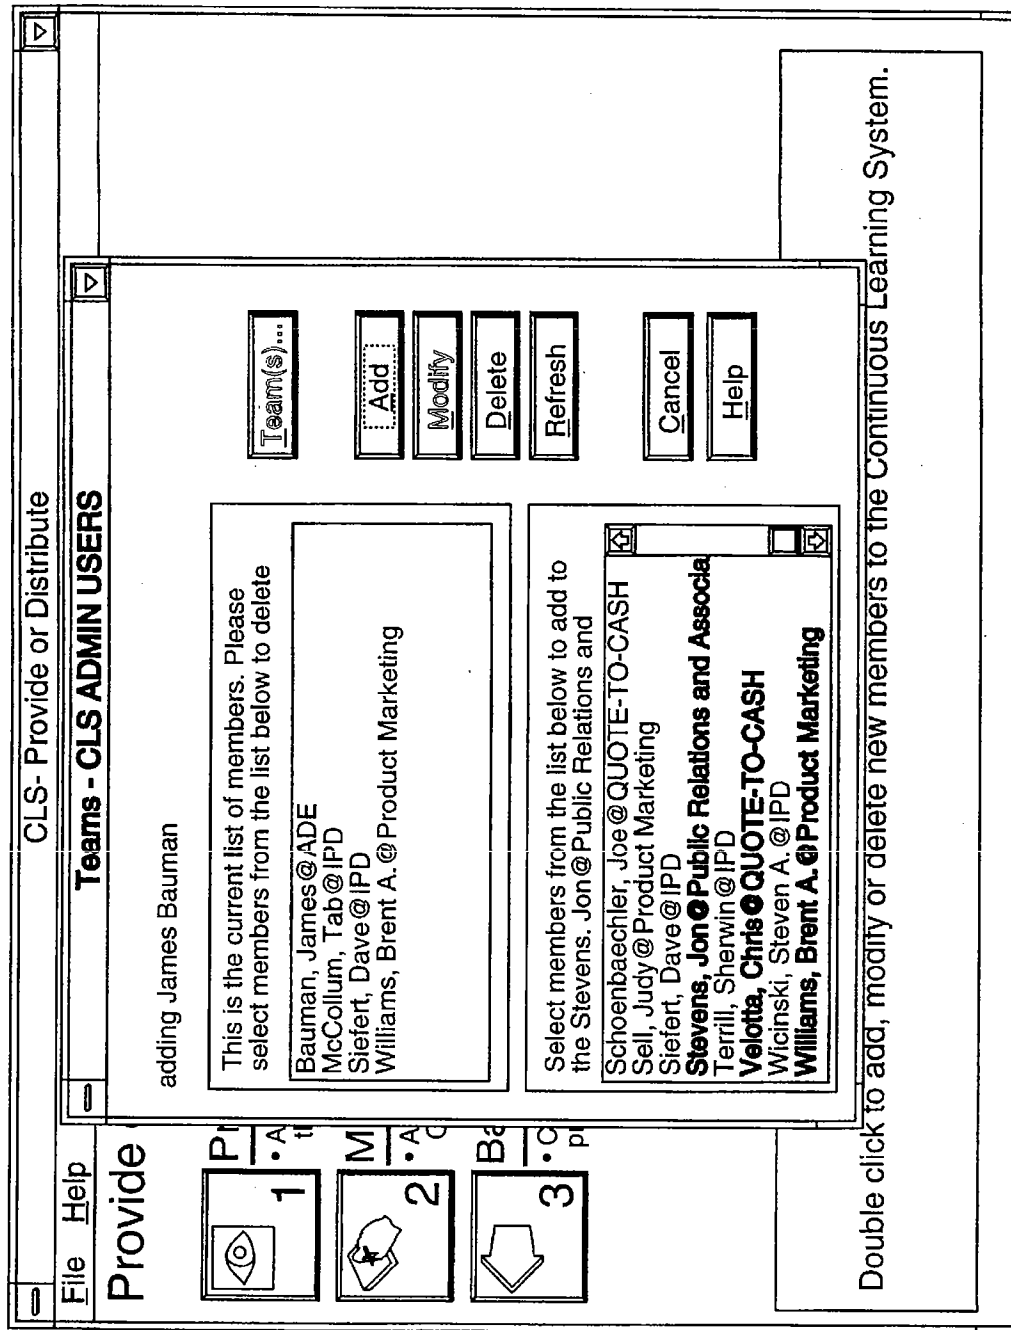 CLS- Provide or Distribute
File Help
Provide
Pr
• A
ti
1
M
• A
C
2
Ba
• C
pr
3
Teams - CLS ADMIN USERS
adding James Bauman
This is the current list of members. Please
select members from the list below to delete
Bauman, James@ADE
McCollum, Tab@IPD
Siefert, Dave@IPD
Williams, Brent A.@Product Marketing
Select members from the list below to add to
the Stevens. Jon@Public Relations and
Schoenbaechler, Joe@QUOTE-TO-CASH
Sell, Judy@Product Marketing
Siefert, Dave@IPD
Stevens, Jon@Public Relations and Associa
Terrill, Sherwin@IPD
Velotta, Chris@QUOTE-TO-CASH
Wicinski, Steven A.@IPD
Williams, Brent A.@Product Marketing
Team(s)...
Add
Modify
Delete
Refresh
Cancel
Help
Double click to add, modify or delete new members to the Continuous Learning System.